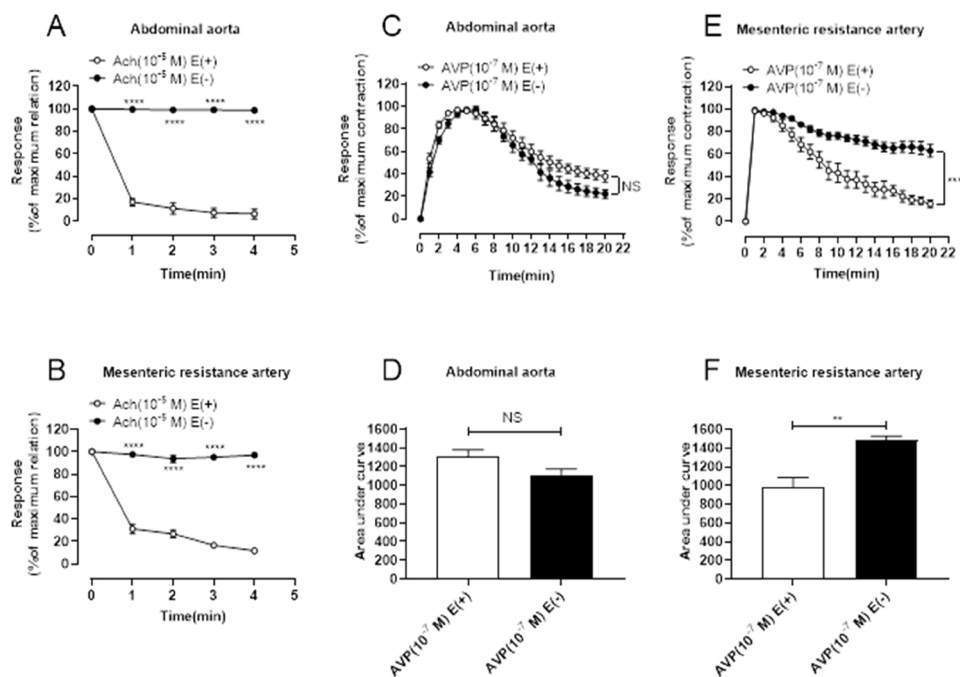 A
Abdominal aorta
Ach(10⁻⁵ M) E(+)
Ach(10⁻⁵ M) E(-)
Response
(%of maximum relation)
120
100
80
60
40
20
0
****
****
****
****
0 1 2 3 4 5
Time(min)
C
Abdominal aorta
AVP(10⁻⁷ M) E(+)
AVP(10⁻⁷ M) E(-)
Response
(%of maximum contraction)
120
100
80
60
40
20
0
NS
0 2 4 6 8 10 12 14 16 18 20 22
Time(min)
E
Mesenteric resistance artery
AVP(10⁻⁷ M) E(+)
AVP(10⁻⁷ M) E(-)
Response
(%of maximum contraction)
120
100
80
60
40
20
0
0 2 4 6 8 10 12 14 16 18 20 22
Time(min)
B
Mesenteric resistance artery
Ach(10⁻⁵ M) E(+)
Ach(10⁻⁵ M) E(-)
Response
(%of maximum relation)
120
100
80
60
40
20
0
****
****
****
****
0 1 2 3 4 5
Time(min)
D
Abdominal aorta
NS
Area under curve
1600
1400
1200
1000
800
600
400
200
0
AVP(10⁻⁷ M) E(+)
AVP(10⁻⁷ M) E(-)
F
Mesenteric resistance artery
**
Area under curve
1600
1400
1200
1000
800
600
400
200
0
AVP(10⁻⁷ M) E(+)
AVP(10⁻⁷ M) E(-)